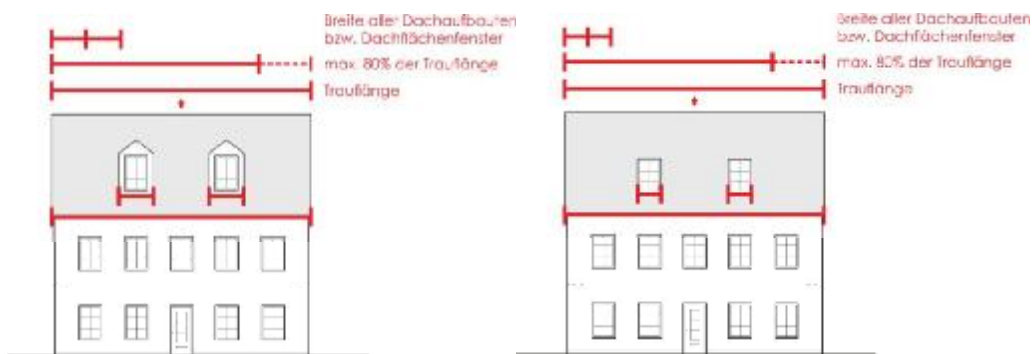 Breite aller Dachaufbauten
bzw. Dachflächenfenster
max. 80% der Trauflänge
Trauflänge
Breite aller Dachaufbauten
bzw. Dachflächenfenster
max. 80% der Trauflänge
Trauflänge